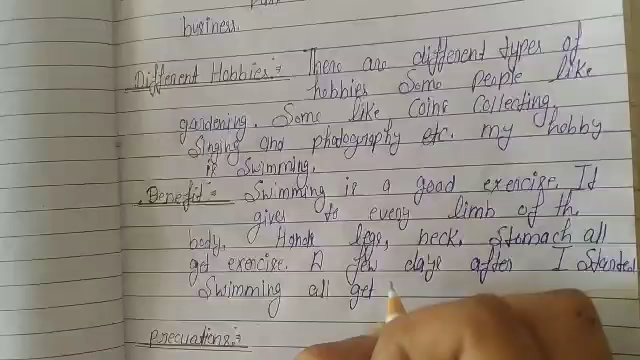 business.
Different Hobbies :- There are different types of
hobbies Some people like
gardening. Some like, Coins Collecting,
Singing and photography etc. my hobby
is Swimming.
Benefit :- Swimming is a good exercise. It
gives to every limb of th.
body. Hands legs, neck. Stomach all
get exercise. A few days after I Started
Swimming all get
Precuations :-